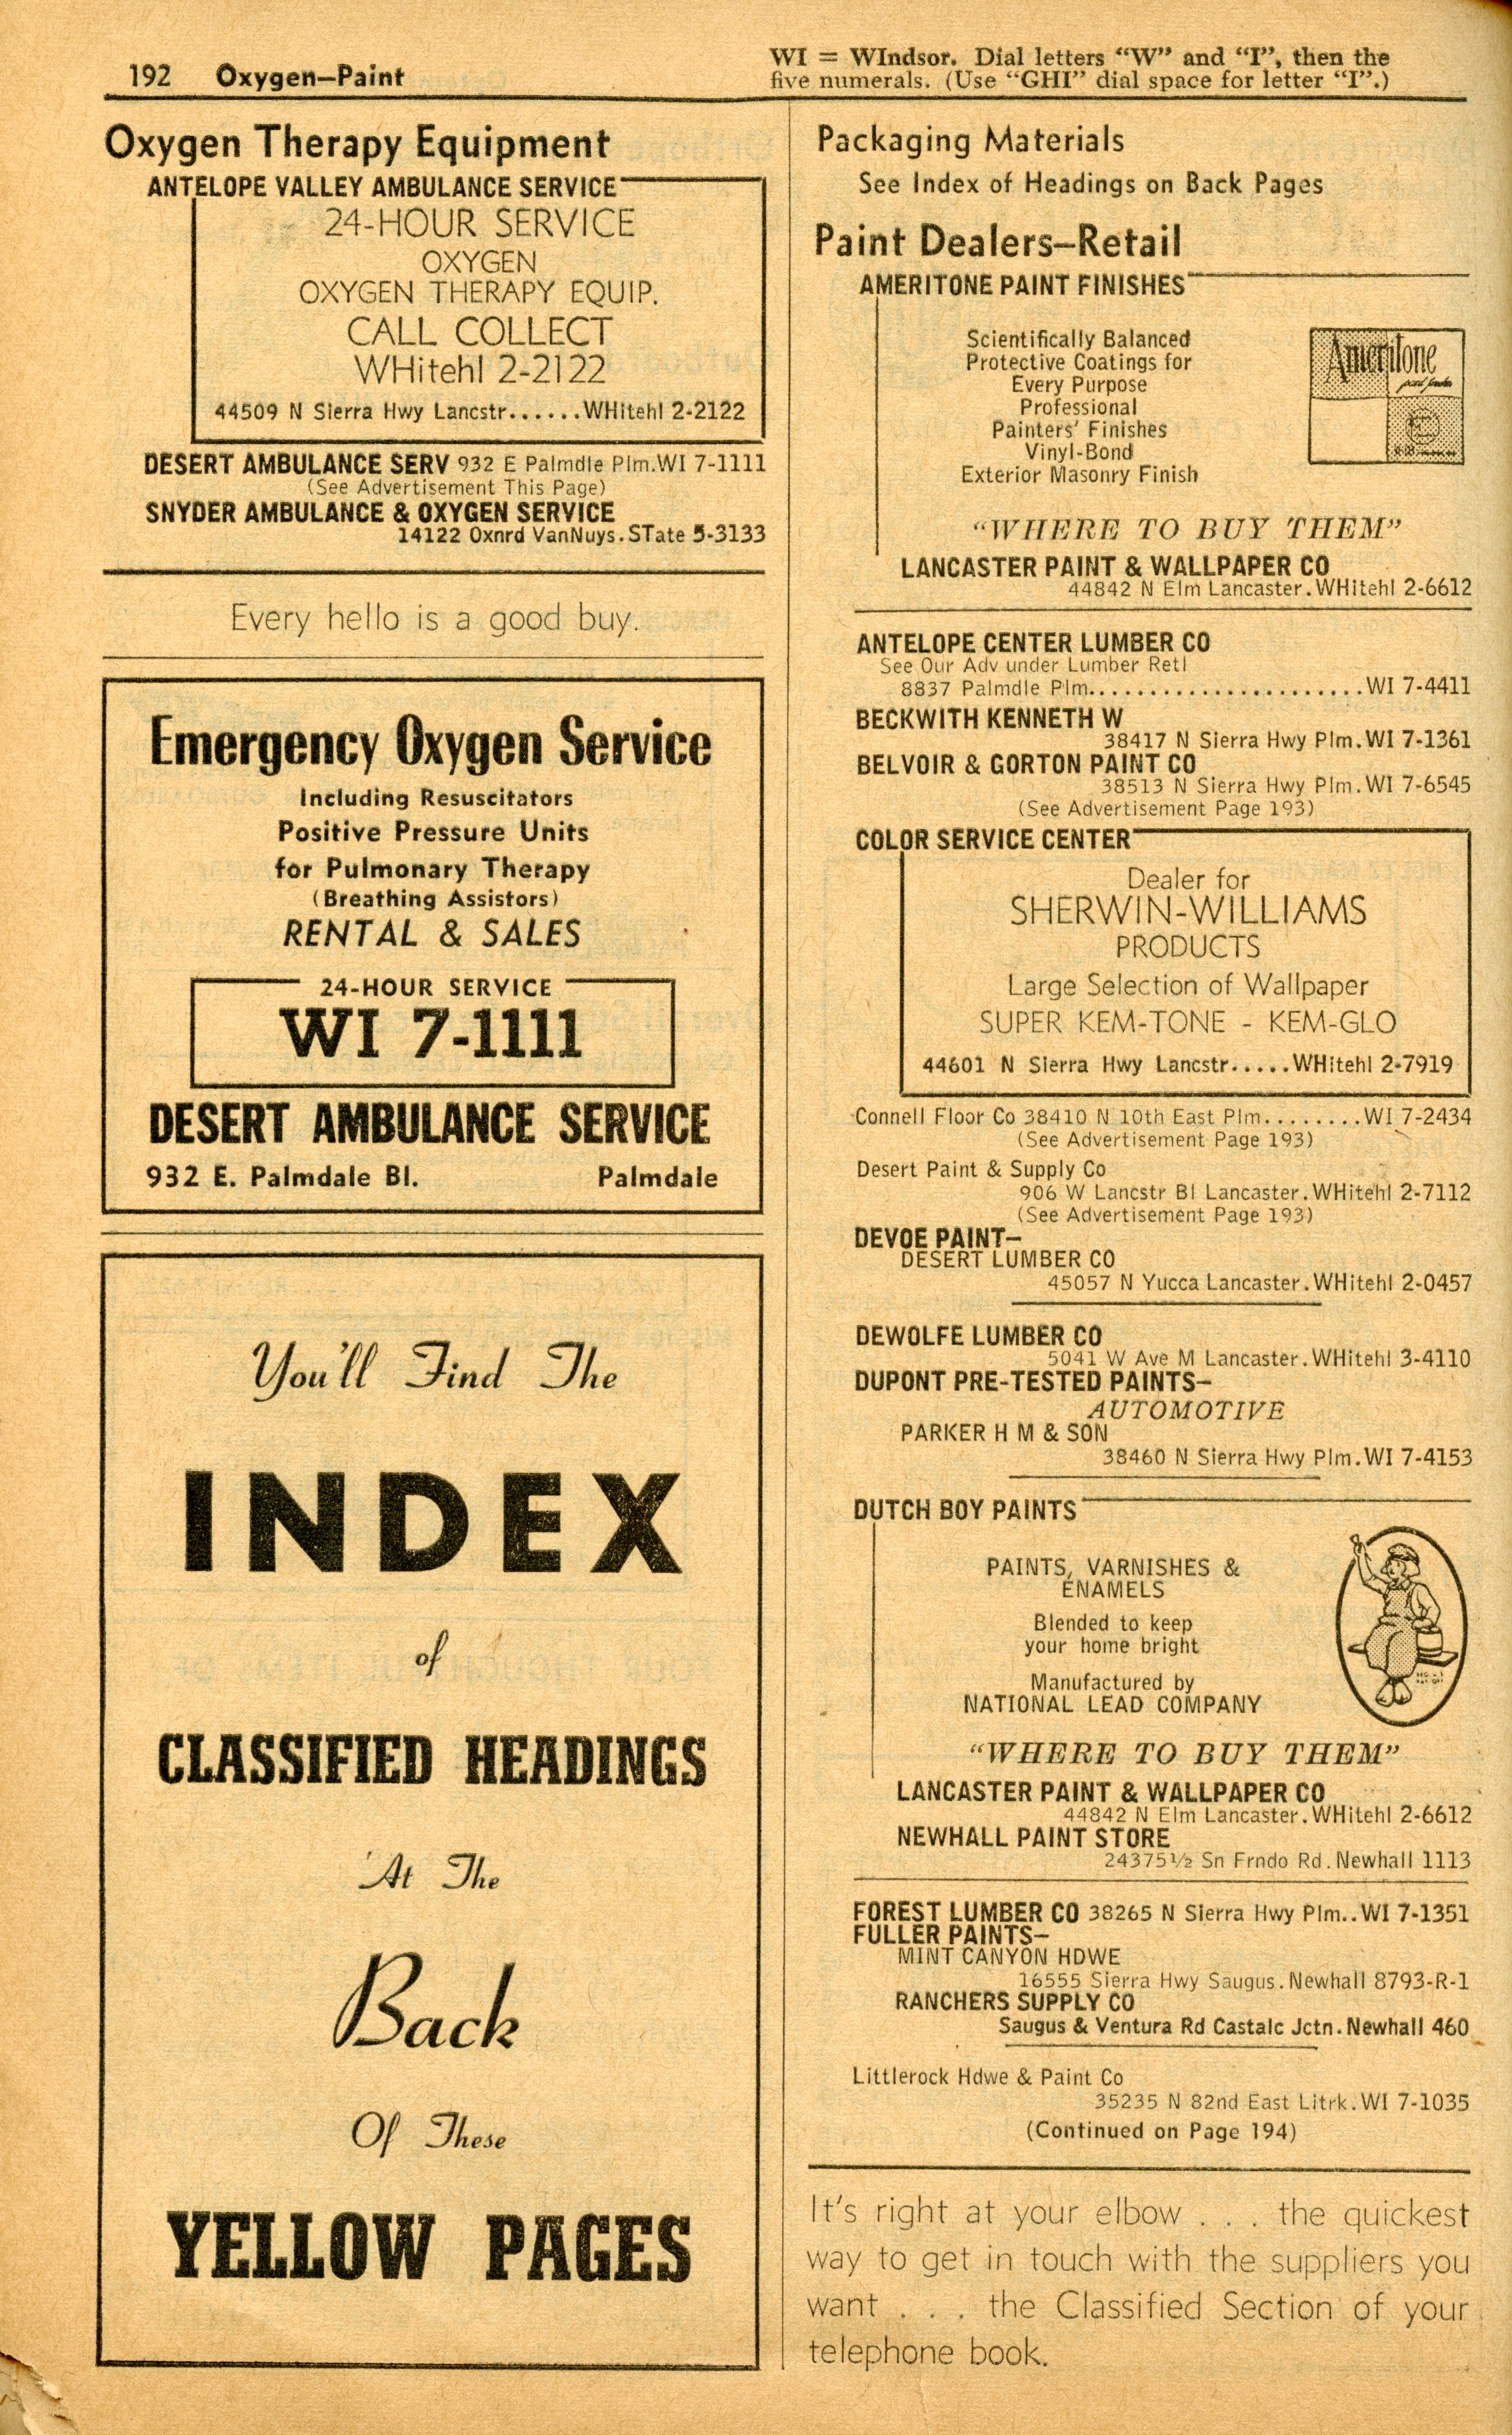 192 Oxygen—Paint
WI = WIndsor. Dial letters “W” and “I”, then the
five numerals. (Use “GHI” dial space for letter “I”.)
Oxygen Therapy Equipment
ANTELOPE VALLEY AMBULANCE SERVICE
24-HOUR SERVICE
OXYGEN
OXYGEN THERAPY EQUIP.
CALL COLLECT
WHitehl 2-2122
44509 N Sierra Hwy Lancstr......WHitehl 2-2122
DESERT AMBULANCE SERV 932 E Palmdle Plm.WI 7-1111
(See Advertisement This Page)
SNYDER AMBULANCE & OXYGEN SERVICE
14122 Oxnrd VanNuys.STate 5-3133
Every hello is a good buy.
Emergency Oxygen Service
Including Resuscitators
Positive Pressure Units
for Pulmonary Therapy
(Breathing Assistors)
RENTAL & SALES
24-HOUR SERVICE
WI 7-1111
DESERT AMBULANCE SERVICE
932 E. Palmdale Bl. Palmdale
You'll Find The
INDEX
of
CLASSIFIED HEADINGS
At The
Back
Of These
YELLOW PAGES
Packaging Materials
See Index of Headings on Back Pages
Paint Dealers—Retail
AMERITONE PAINT FINISHES
Scientifically Balanced
Protective Coatings for
Every Purpose
Professional
Painters' Finishes
Vinyl-Bond
Exterior Masonry Finish
Ameritone
“WHERE TO BUY THEM”
LANCASTER PAINT & WALLPAPER CO
44842 N Elm Lancaster.WHitehl 2-6612
ANTELOPE CENTER LUMBER CO
See Our Adv under Lumber Retl
8837 Palmdle Plm.......................WI 7-4411
BECKWITH KENNETH W
38417 N Sierra Hwy Plm.WI 7-1361
BELVOIR & GORTON PAINT CO
38513 N Sierra Hwy Plm.WI 7-6545
(See Advertisement Page 193)
COLOR SERVICE CENTER
Dealer for
SHERWIN-WILLIAMS
PRODUCTS
Large Selection of Wallpaper
SUPER KEM-TONE - KEM-GLO
44601 N Sierra Hwy Lancstr.....WHitehl 2-7919
Connell Floor Co 38410 N 10th East Plm........WI 7-2434
(See Advertisement Page 193)
Desert Paint & Supply Co
906 W Lancstr Bl Lancaster.WHitehl 2-7112
(See Advertisement Page 193)
DEVOE PAINT—
DESERT LUMBER CO
45057 N Yucca Lancaster.WHitehl 2-0457
DEWOLFE LUMBER CO
5041 W Ave M Lancaster.WHitehl 3-4110
DUPONT PRE-TESTED PAINTS—
AUTOMOTIVE
PARKER H M & SON
38460 N Sierra Hwy Plm.WI 7-4153
DUTCH BOY PAINTS
PAINTS, VARNISHES &
ENAMELS
Blended to keep
your home bright
Manufactured by
NATIONAL LEAD COMPANY
“WHERE TO BUY THEM”
LANCASTER PAINT & WALLPAPER CO
44842 N Elm Lancaster.WHitehl 2-6612
NEWHALL PAINT STORE
24375½ Sn Frndo Rd.Newhall 1113
FOREST LUMBER CO 38265 N Sierra Hwy Plm..WI 7-1351
FULLER PAINTS—
MINT CANYON HDWE
16555 Sierra Hwy Saugus.Newhall 8793-R-1
RANCHERS SUPPLY CO
Saugus & Ventura Rd Castaic Jctn.Newhall 460
Littlerock Hdwe & Paint Co
35235 N 82nd East Litrk.WI 7-1035
(Continued on Page 194)
It's right at your elbow . . . the quickest
way to get in touch with the suppliers you
want . . . the Classified Section of your
telephone book.